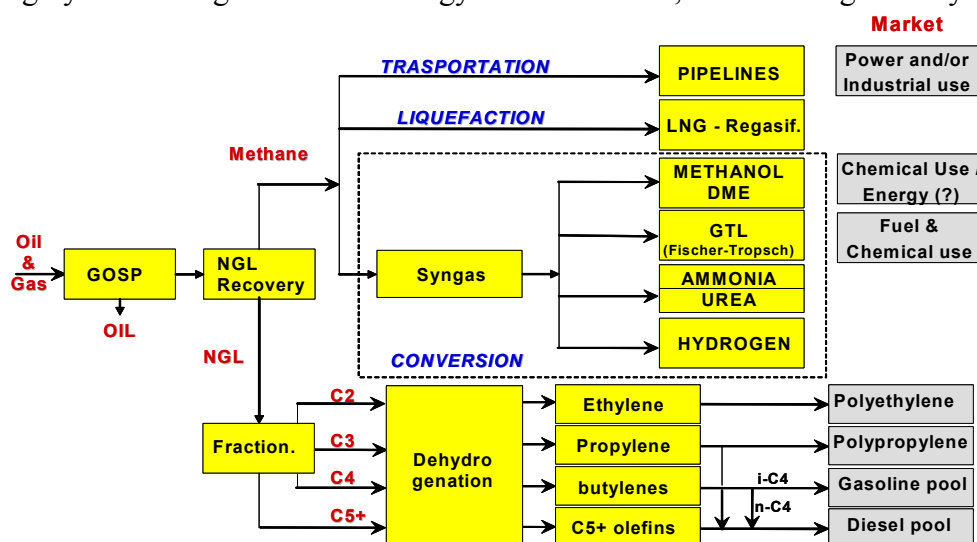 Market
TRASPORTATION
PIPELINES
Power and/or
Industrial use
LIQUEFACTION
LNG - Regasif.
Methane
METHANOL
DME
Chemical Use /
Energy (?)
GTL
(Fischer-Tropsch)
Fuel &
Chemical use
Oil
&
Gas
GOSP
NGL
Recovery
Syngas
AMMONIA
UREA
OIL
HYDROGEN
NGL
CONVERSION
C2
Ethylene
Polyethylene
Fraction.
C3
Dehydro
genation
Propylene
Polypropylene
C4
butylenes
i-C4
n-C4
Gasoline pool
C5+
C5+ olefins
Diesel pool